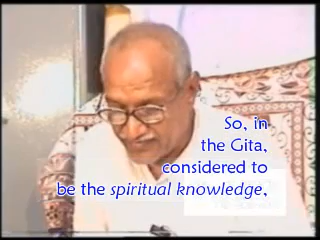 So, in
the Gita,
considered to
be the spiritual knowledge,